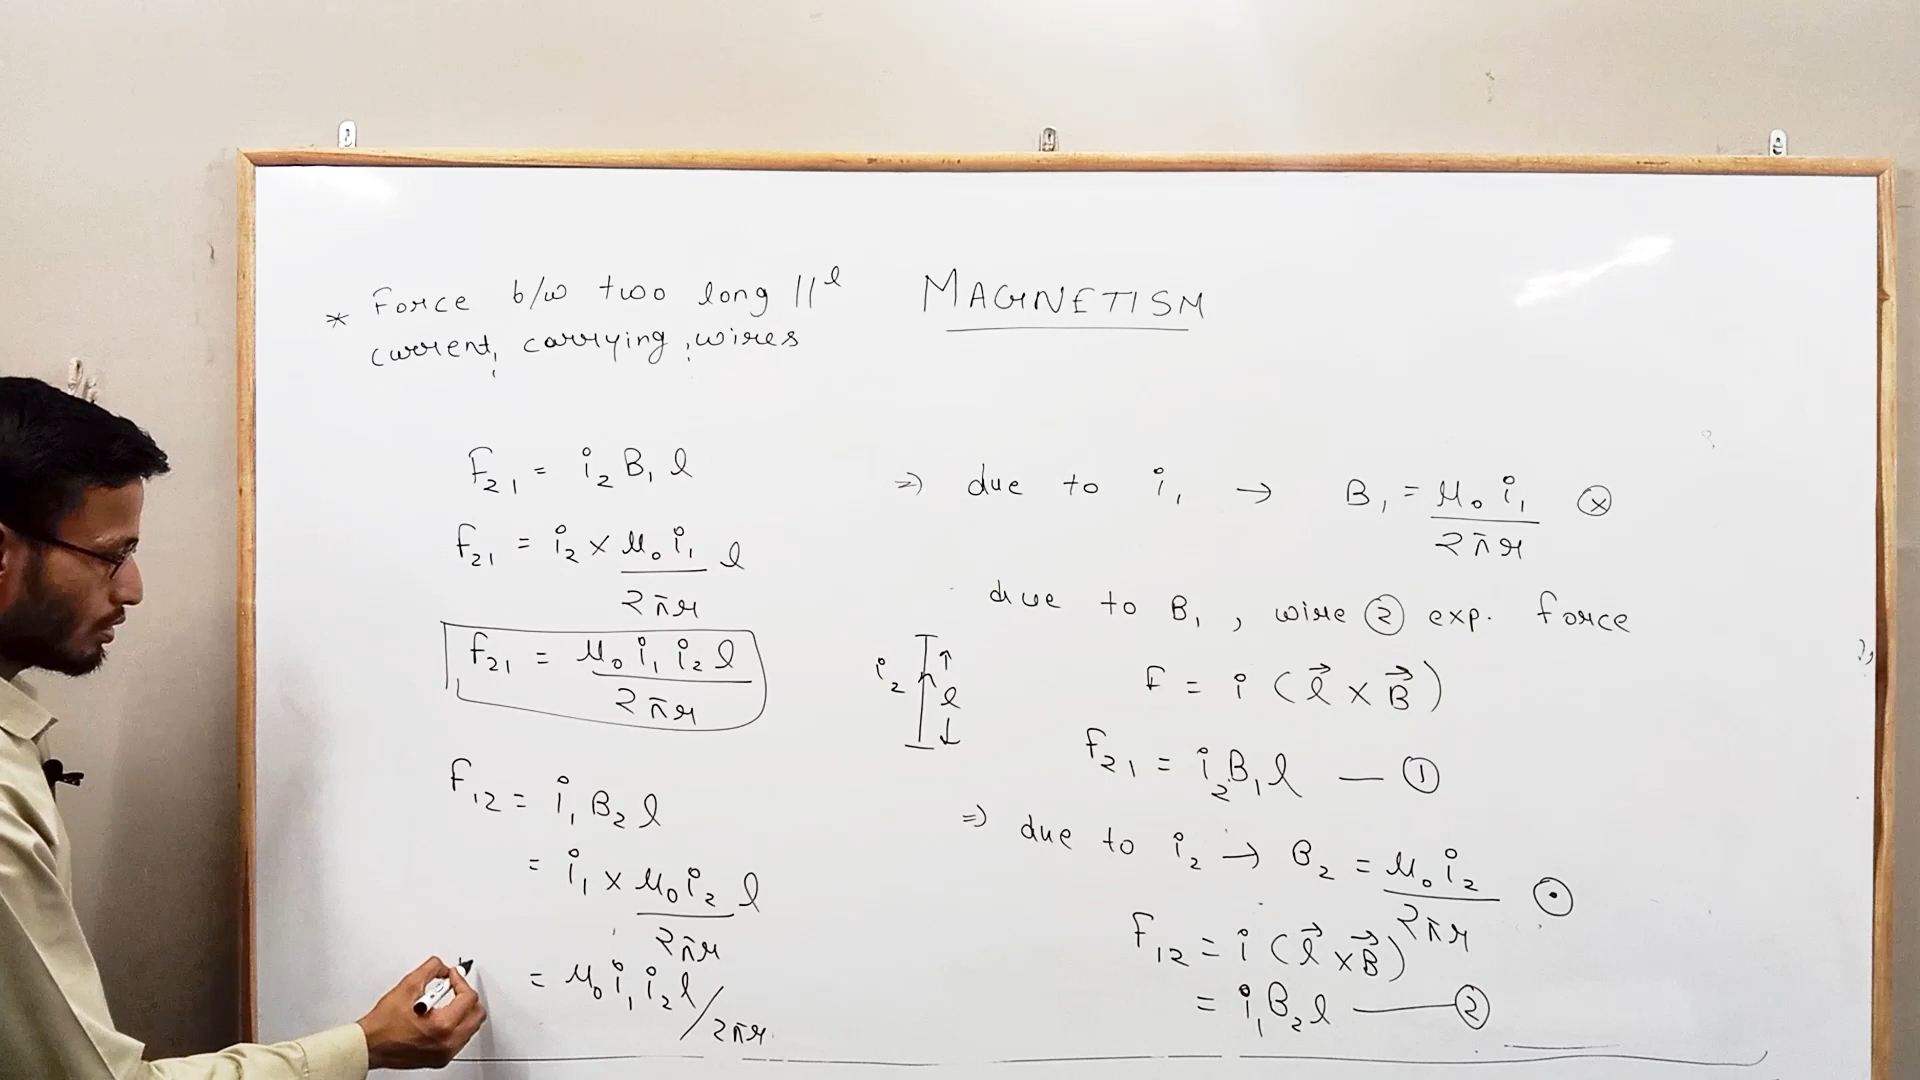 MAGNETISM
* Force b/w two long ||ˡ
current carrying wires
F₂₁ = i₂ B₁ l
F₂₁ = i₂ × μ₀ i₁ / 2πr l
F₂₁ = μ₀ i₁ i₂ l / 2πr
F₁₂ = i₁ B₂ l
= i₁ × μ₀ i₂ / 2πr l
= μ₀ i₁ i₂ l / 2πr
i₂ ↑ l ↓
⇒ due to i₁ → B₁ = μ₀ i₁ / 2πr ⓧ
due to B₁ , wire ② exp. force
F = i ( l⃗ × B⃗ )
F₂₁ = i₂ B₁ l — ①
⇒ due to i₂ → B₂ = μ₀ i₂ / 2πr ⊙
F₁₂ = i ( l⃗ × B⃗ )
= i₁ B₂ l — ②